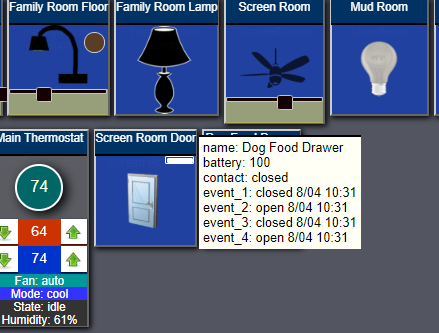 Family Room Floor
Family Room Lamp
Screen Room
Mud Room
Main Thermostat
74
64
74
Fan: auto
Mode: cool
State: idle
Humidity: 61%
Screen Room Door
name: Dog Food Drawer
battery: 100
contact: closed
event_1: closed 8/04 10:31
event_2: open 8/04 10:31
event_3: closed 8/04 10:31
event_4: open 8/04 10:31